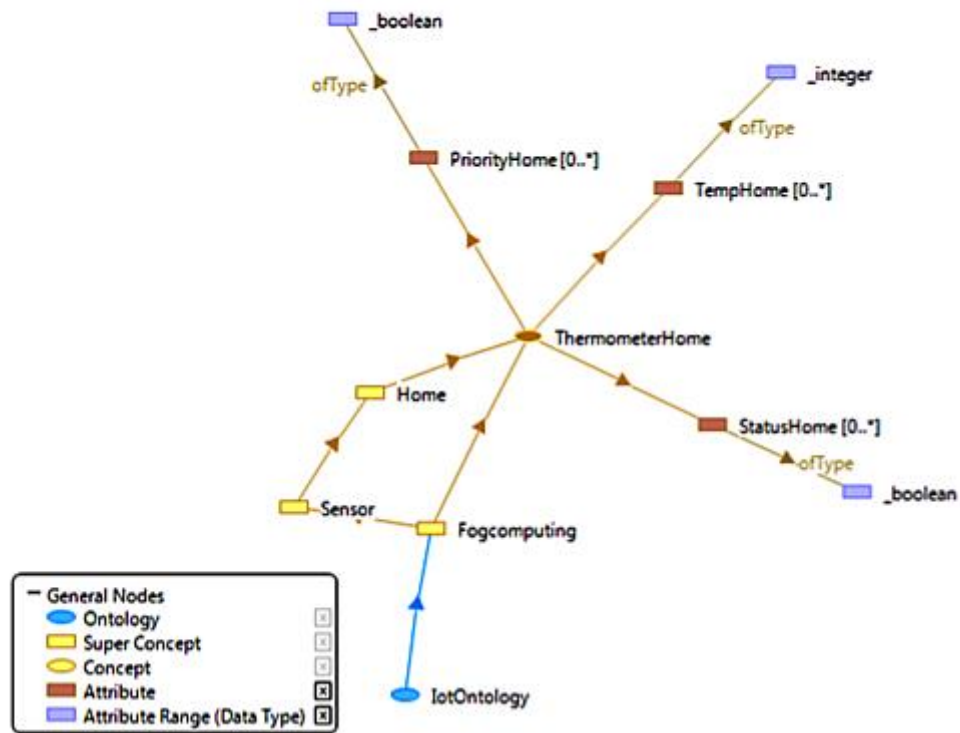 _boolean
ofType
_integer
ofType
PriorityHome [0..*]
TempHome [0..*]
ThermometerHome
Home
StatusHome [0..*]
ofType
_boolean
Sensor
Fogcomputing
General Nodes
Ontology
Super Concept
Concept
Attribute
Attribute Range (Data Type)
IotOntology